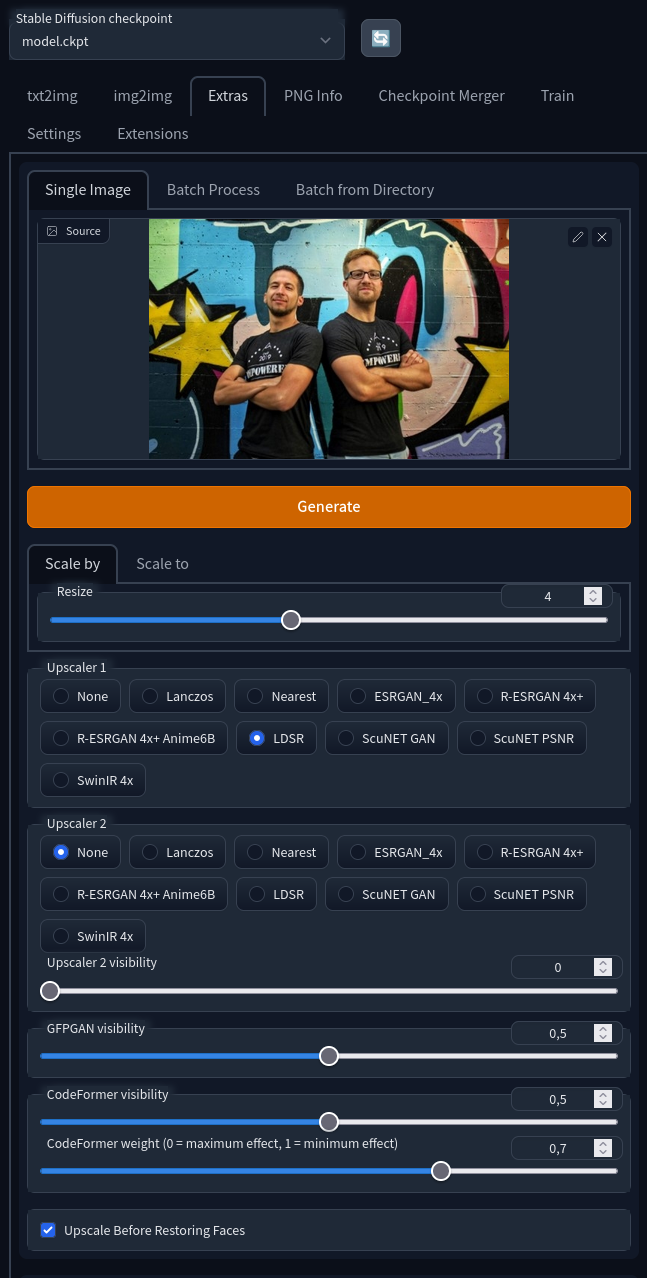 Stable Diffusion checkpoint
model.ckpt
txt2img img2img Extras PNG Info Checkpoint Merger Train
Settings Extensions
Single Image Batch Process Batch from Directory
Source
2019
MPOWERE
MPOWER
Generate
Scale by Scale to
Resize 4
Upscaler 1
None Lanczos Nearest ESRGAN_4x R-ESRGAN 4x+
R-ESRGAN 4x+ Anime6B LDSR ScuNET GAN ScuNET PSNR
SwinIR 4x
Upscaler 2
None Lanczos Nearest ESRGAN_4x R-ESRGAN 4x+
R-ESRGAN 4x+ Anime6B LDSR ScuNET GAN ScuNET PSNR
SwinIR 4x
Upscaler 2 visibility 0
GFPGAN visibility 0,5
CodeFormer visibility 0,5
CodeFormer weight (0 = maximum effect, 1 = minimum effect) 0,7
Upscale Before Restoring Faces